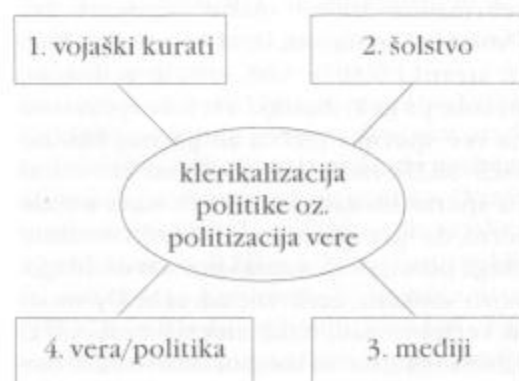 1. vojaški kurati
2. šolstvo
klerikalizacija
politike oz.
politizacija vere
4. vera/politika
3. mediji